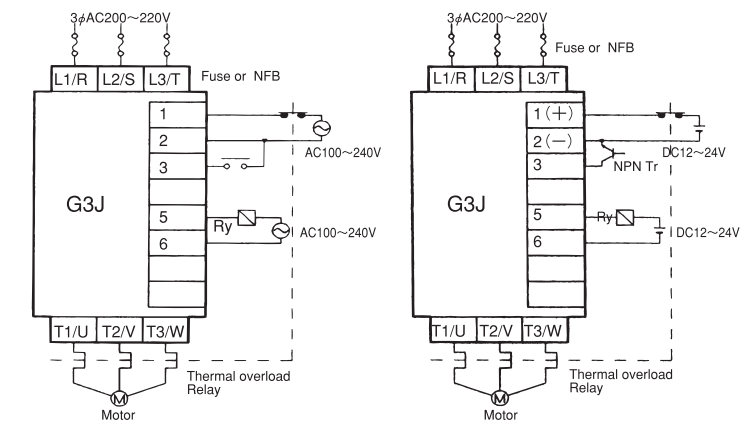 3φAC200～220V
Fuse or NFB
L1/R L2/S L3/T
1
2
3
AC100～240V
G3J
5
Ry
6
AC100～240V
T1/U T2/V T3/W
Thermal overload
Relay
M
Motor
3φAC200～220V
Fuse or NFB
L1/R L2/S L3/T
1 (+)
2 (−)
3
DC12～24V
NPN Tr
G3J
5
Ry
6
DC12～24V
T1/U T2/V T3/W
Thermal overload
Relay
M
Motor